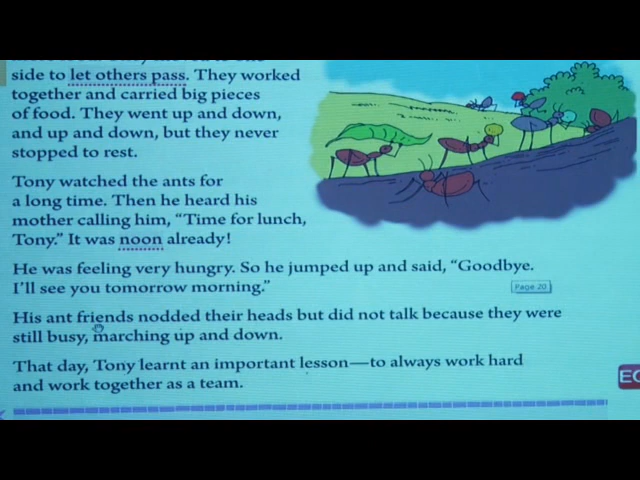 side to let others pass. They worked
together and carried big pieces
of food. They went up and down,
and up and down, but they never
stopped to rest.
Tony watched the ants for
a long time. Then he heard his
mother calling him, “Time for lunch,
Tony.” It was noon already!
He was feeling very hungry. So he jumped up and said, “Goodbye.
I’ll see you tomorrow morning.”
Page 20
His ant friends nodded their heads but did not talk because they were
still busy, marching up and down.
That day, Tony learnt an important lesson—to always work hard
and work together as a team.